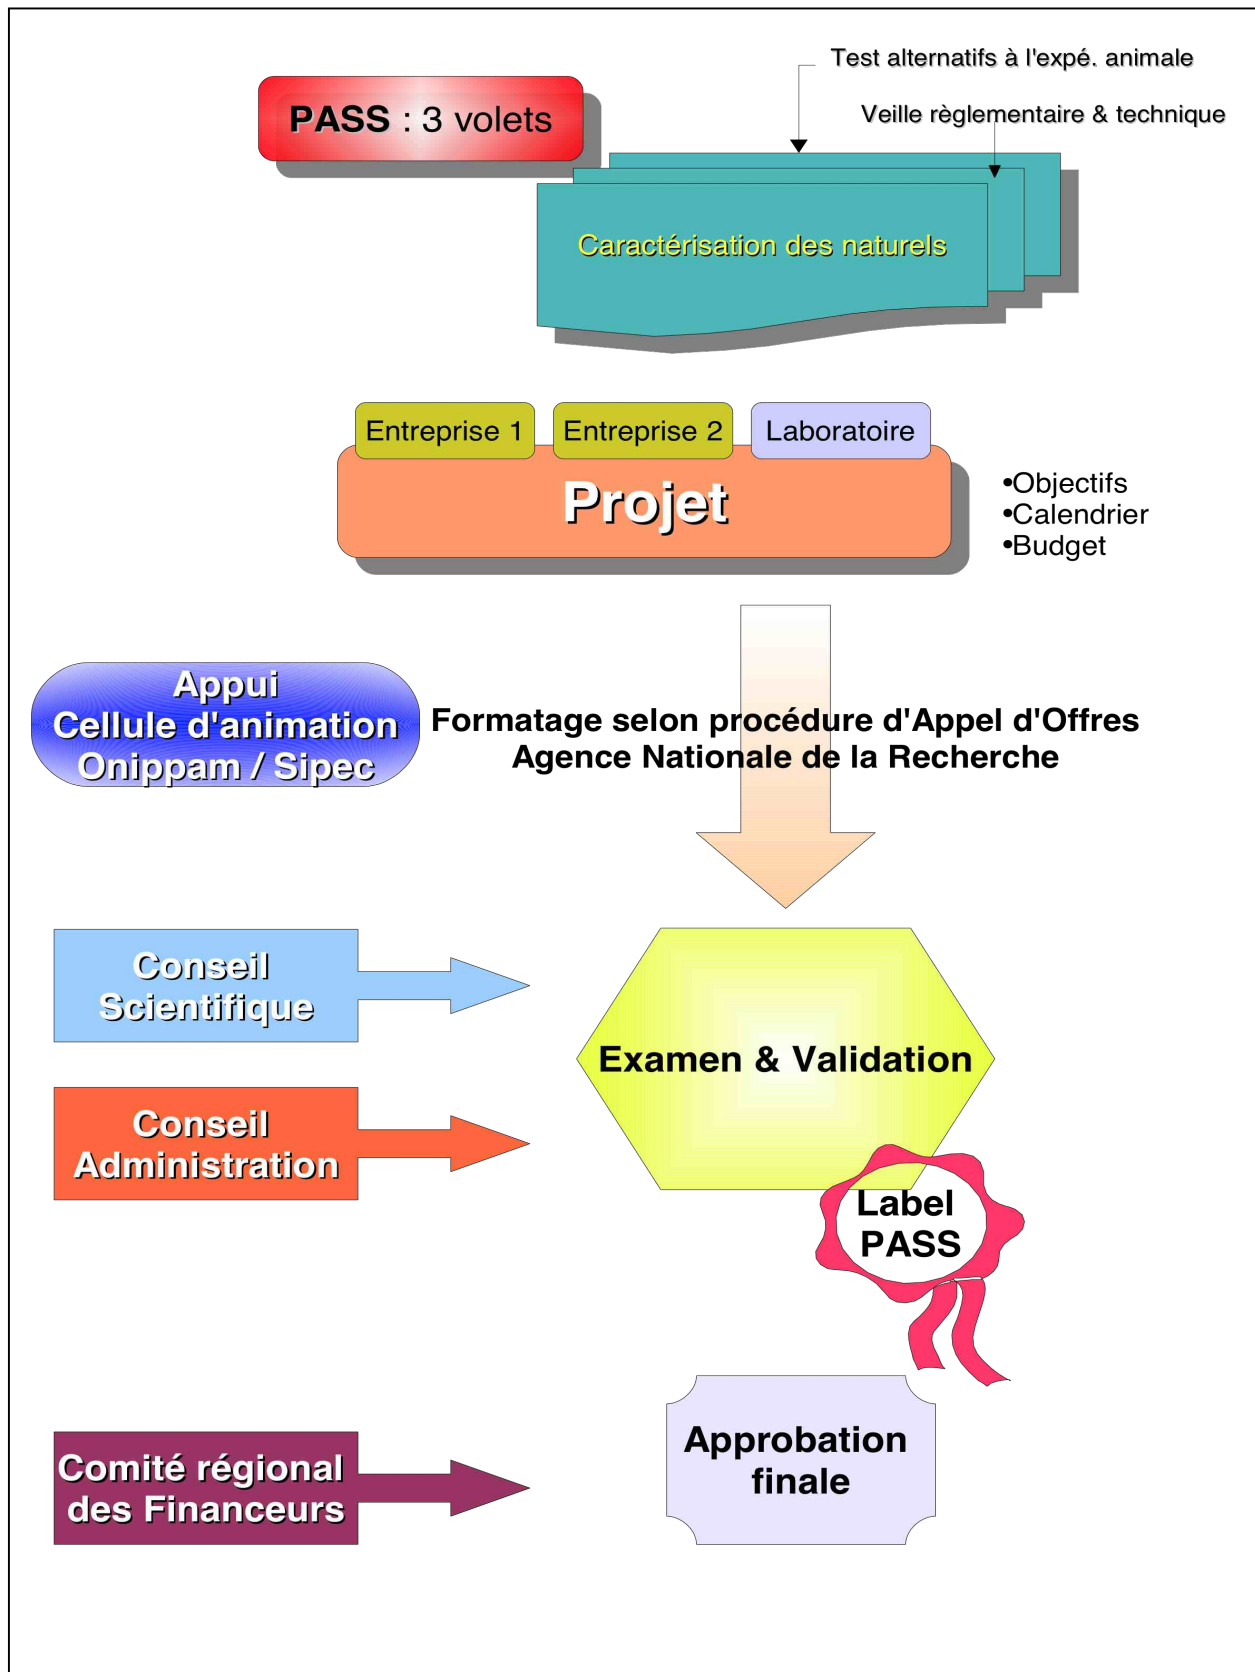 Test alternatifs à l'expé. animale
PASS : 3 volets
Veille règlementaire & technique
Caractérisation des naturels
Entreprise 1
Entreprise 2
Laboratoire
Projet
•Objectifs
•Calendrier
•Budget
Appui
Cellule d'animation
Onippam / Sipec
Formatage selon procédure d'Appel d'Offres
Agence Nationale de la Recherche
Conseil
Scientifique
Examen & Validation
Conseil
Administration
Label
PASS
Approbation
finale
Comité régional
des Financeurs